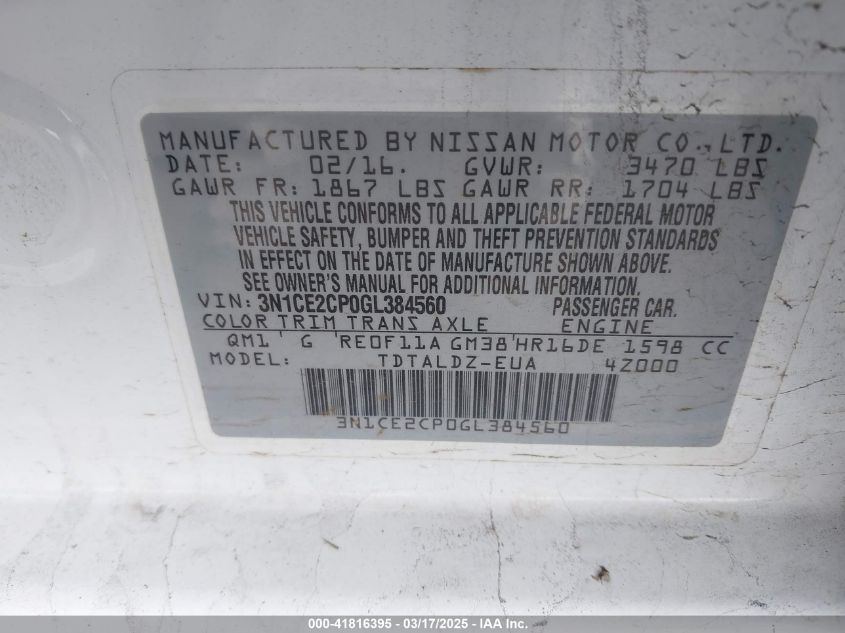 MANUFACTURED BY NISSAN MOTOR CO., LTD.
DATE: 02/16. GVWR: 3470 LBS
GAWR FR: 1867 LBS GAWR RR: 1704 LBS
THIS VEHICLE CONFORMS TO ALL APPLICABLE FEDERAL MOTOR
VEHICLE SAFETY, BUMPER AND THEFT PREVENTION STANDARDS
IN EFFECT ON THE DATE OF MANUFACTURE SHOWN ABOVE.
SEE OWNER'S MANUAL FOR ADDITIONAL INFORMATION.
VIN: 3N1CE2CP0GL384560 PASSENGER CAR.
COLOR TRIM TRANS AXLE ENGINE
QM1 ' G 'RE0F11A GM38'HR16DE 1598 CC
MODEL: TDTALDZ-EUA 4Z000
3N1CE2CP0GL384560
000-41816395 - 03/17/2025 - IAA Inc.